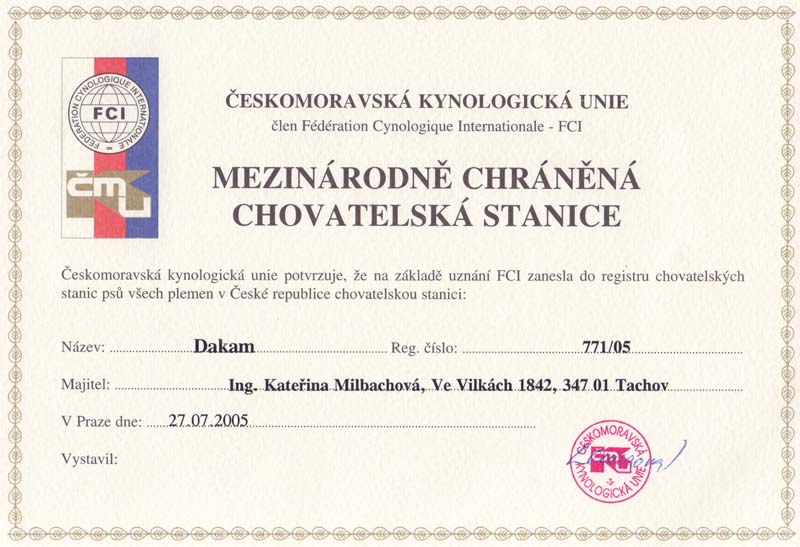 FÉDÉRATION CYNOLOGIQUE INTERNATIONALE
FCI
ČMKU
ČESKOMORAVSKÁ KYNOLOGICKÁ UNIE
člen Fédération Cynologique Internationale - FCI
MEZINÁRODNĚ CHRÁNĚNÁ
CHOVATELSKÁ STANICE
Českomoravská kynologická unie potvrzuje, že na základě uznání FCI zanesla do registru chovatelských
stanic psů všech plemen v České republice chovatelskou stanici:
Název: Dakam Reg. číslo: 771/05
Majitel: Ing. Kateřina Milbachová, Ve Vilkách 1842, 347 01 Tachov
V Praze dne: 27.07.2005
Vystavil:
ČESKOMORAVSKÁ
ČMKU
KYNOLOGICKÁ UNIE
-3-